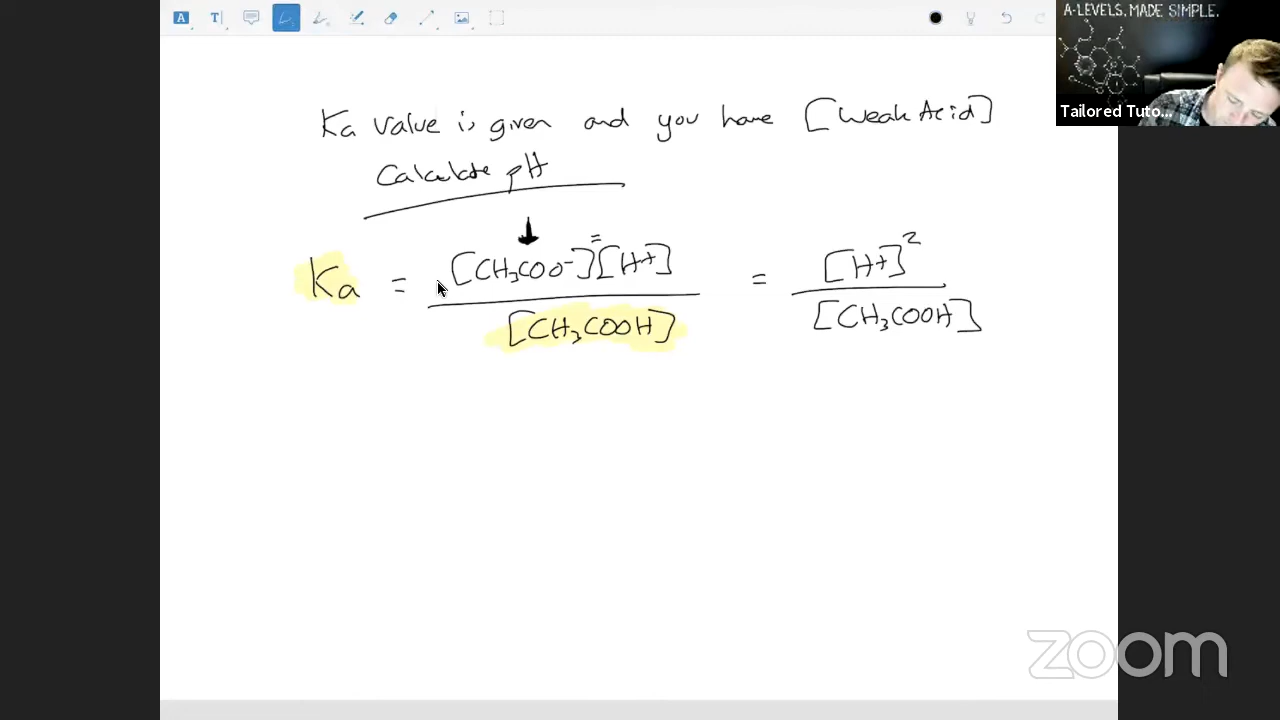 A-LEVELS, MADE SIMPLE.
Tailored Tuto...
Ka value is given and you have [Weak Acid]
Calculate pH
Ka = [CH₃COO⁻] = [H+] / [CH₃COOH] = [H+]² / [CH₃COOH]
zoom